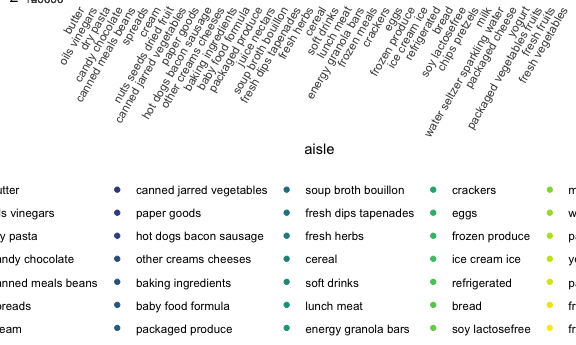 butter
oils vinegars
dry pasta
candy chocolate
canned meals beans
spreads
cream
nuts seeds dried fruit
canned jarred vegetables
paper goods
hot dogs bacon sausage
other creams cheeses
baking ingredients
baby food formula
packaged produce
juice nectars
soup broth bouillon
fresh dips tapenades
fresh herbs
cereal
soft drinks
lunch meat
energy granola bars
frozen meals
crackers
eggs
frozen produce
ice cream ice
refrigerated
bread
soy lactosefree
chips pretzels
milk
water seltzer sparkling water
packaged cheese
yogurt
packaged vegetables fruits
fresh fruits
fresh vegetables
aisle
utter canned jarred vegetables soup broth bouillon crackers m
ls vinegars paper goods fresh dips tapenades eggs w
y pasta hot dogs bacon sausage fresh herbs frozen produce pa
andy chocolate other creams cheeses cereal ice cream ice ye
anned meals beans baking ingredients soft drinks refrigerated pa
preads baby food formula lunch meat bread fr
eam packaged produce energy granola bars soy lactosefree fr